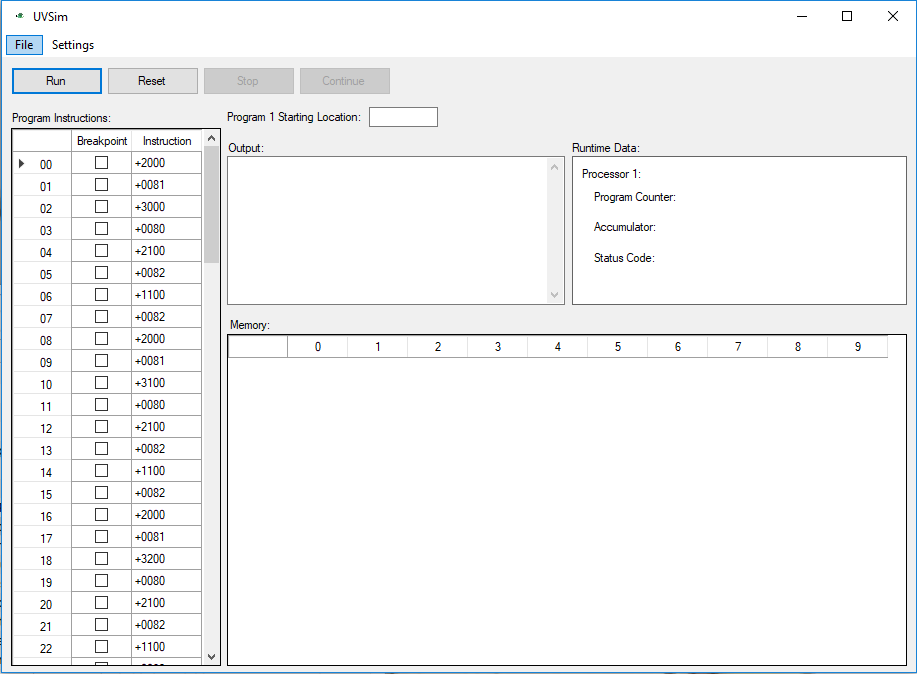 UVSim
File Settings
Run Reset Stop Continue
Program Instructions:
Program 1 Starting Location:
Breakpoint Instruction
00 +2000
01 +0081
02 +3000
03 +0080
04 +2100
05 +0082
06 +1100
07 +0082
08 +2000
09 +0081
10 +3100
11 +0080
12 +2100
13 +0082
14 +1100
15 +0082
16 +2000
17 +0081
18 +3200
19 +0080
20 +2100
21 +0082
22 +1100
Output:
Runtime Data:
Processor 1:
Program Counter:
Accumulator:
Status Code:
Memory:
0 1 2 3 4 5 6 7 8 9